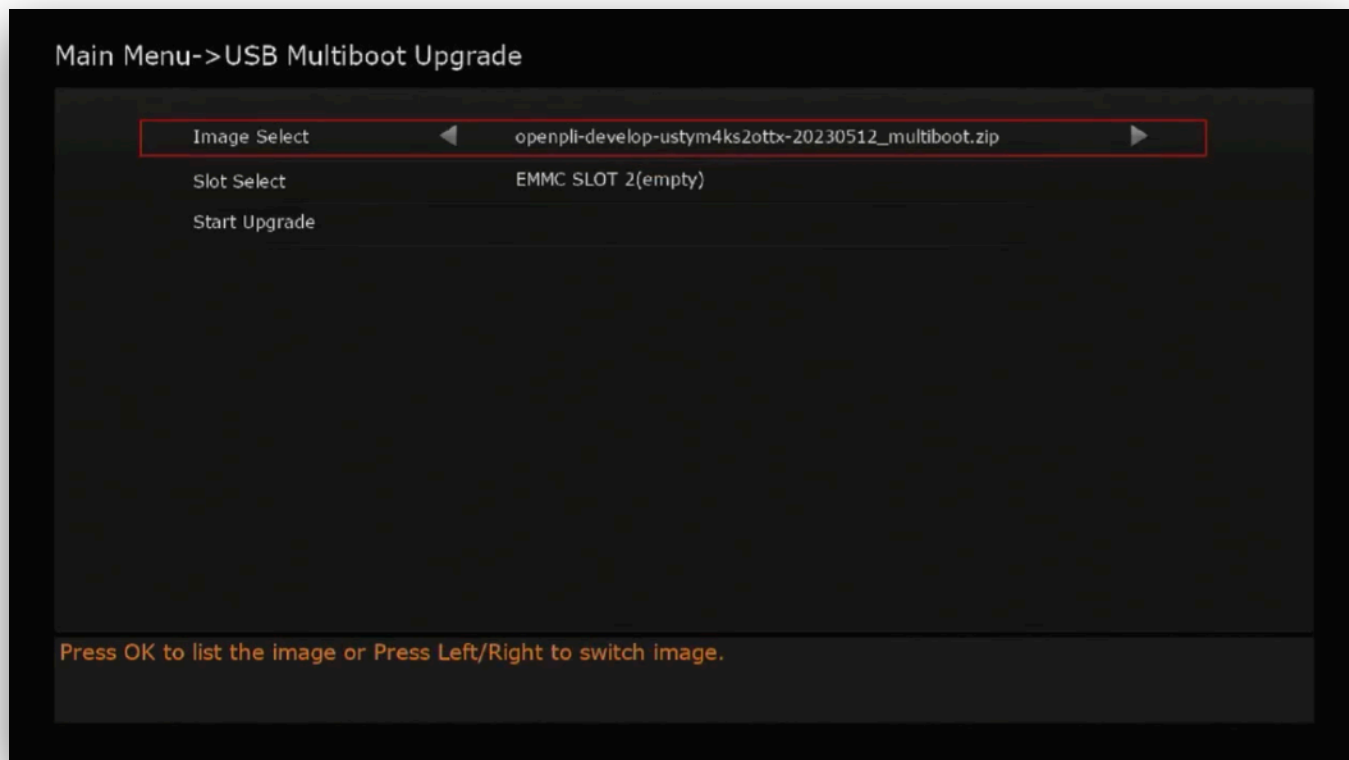 Main Menu->USB Multiboot Upgrade
Image Select openpli-develop-ustym4ks2ottx-20230512_multiboot.zip
Slot Select EMMC SLOT 2(empty)
Start Upgrade
Press OK to list the image or Press Left/Right to switch image.